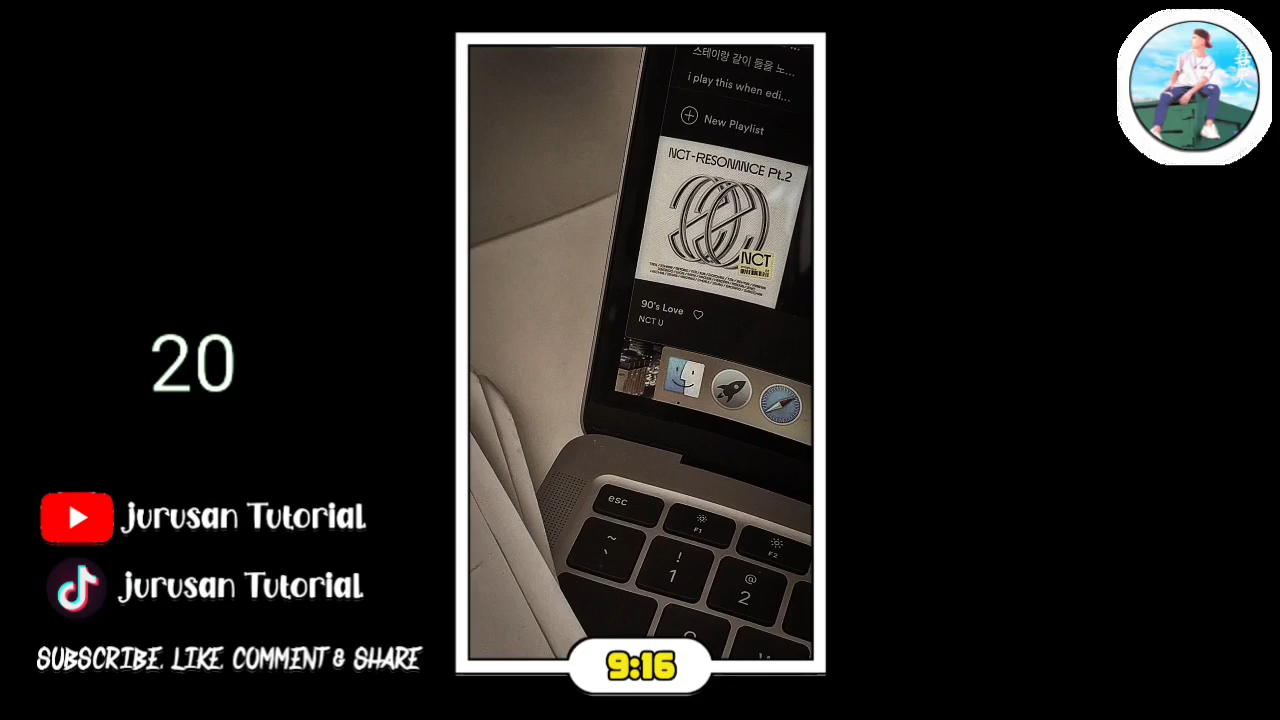 스테이랑 같이 들을 노...
i play this when edi...
New Playlist
NCT-RESONANCE Pt.2
NCT
90's Love
NCT U
20
esc
F1
F2
~
`
!
1
@
2
jurusan Tutorial
jurusan Tutorial
SUBSCRIBE, LIKE, COMMENT & SHARE
9:16